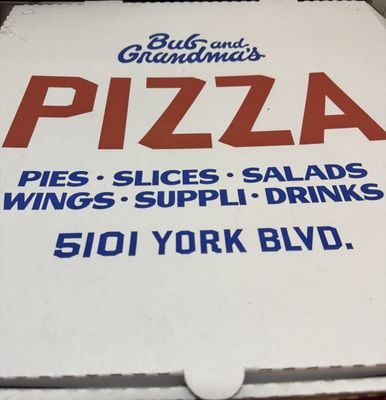 Bub and
Grandma's
PIZZA
PIES · SLICES · SALADS
WINGS · SUPPLI · DRINKS
5101 YORK BLVD.